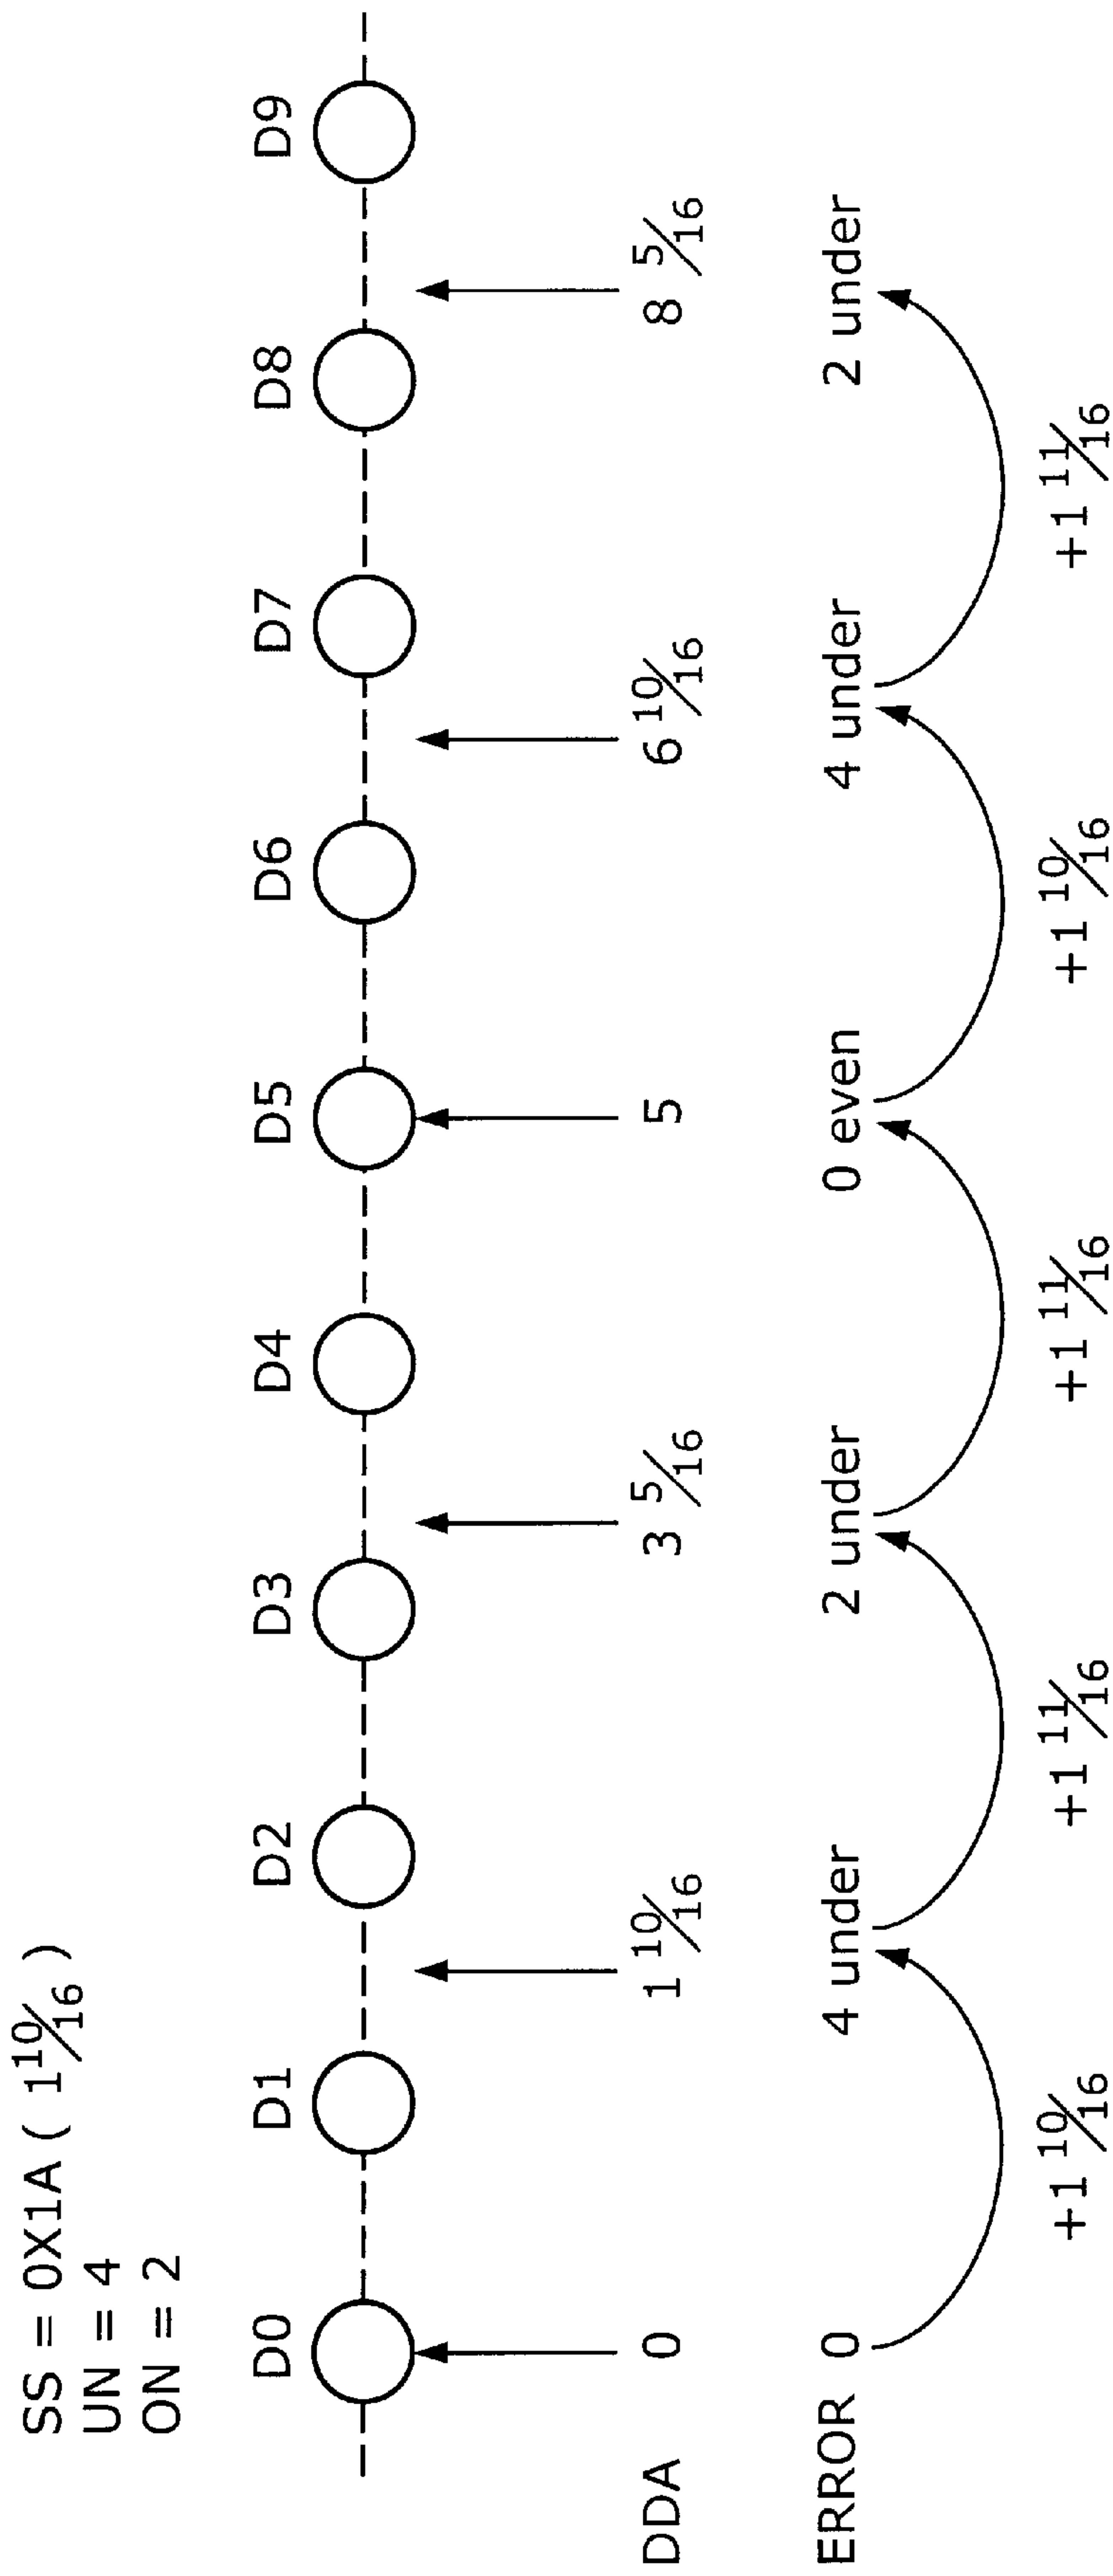 SS = 0X1A ( 1 10/16 )
UN = 4
ON = 2
D0 D1 D2 D3 D4 D5 D6 D7 D8 D9
DDA 0 1 10/16 3 5/16 5 6 10/16 8 5/16
ERROR 0 4 under 2 under 0 even 4 under 2 under
+1 10/16 +1 11/16 +1 11/16 +1 10/16 +1 11/16